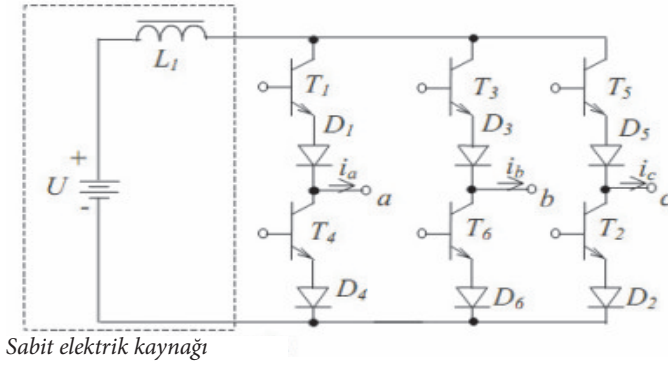 L1
T1 T3 T5
D1 D3 D5
+
U ia ib ic
- a b c
T4 T6 T2
D4 D6 D2
Sabit elektrik kaynağı